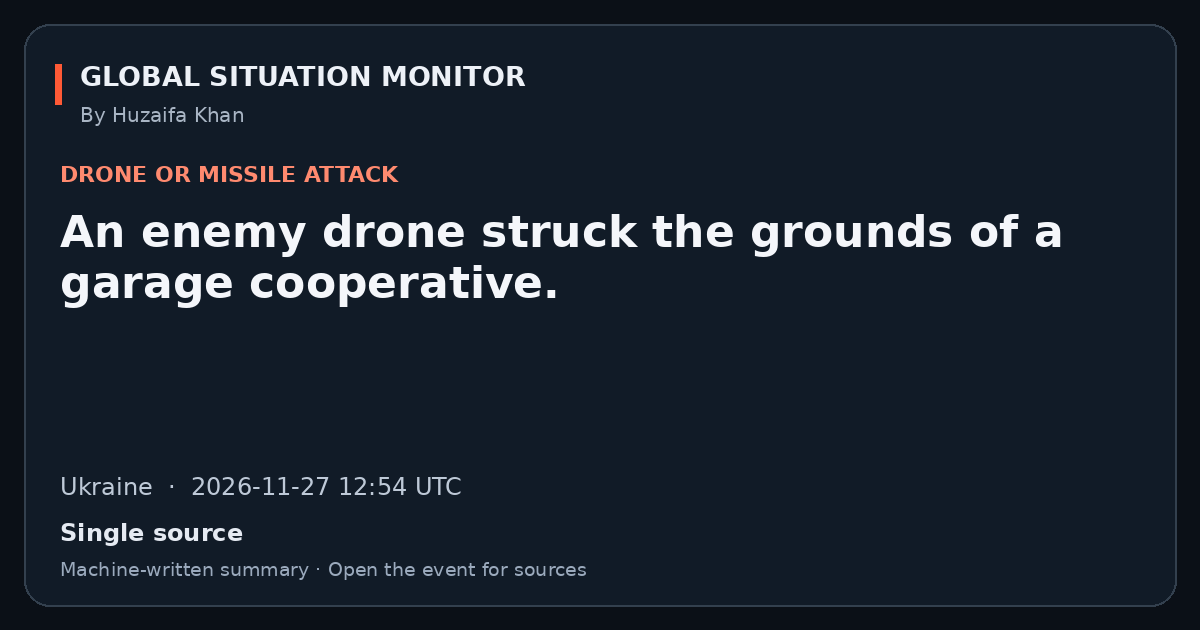 GLOBAL SITUATION MONITOR
By Huzaifa Khan
DRONE OR MISSILE ATTACK
An enemy drone struck the grounds of a
garage cooperative.
Ukraine · 2026-11-27 12:54 UTC
Single source
Machine-written summary · Open the event for sources